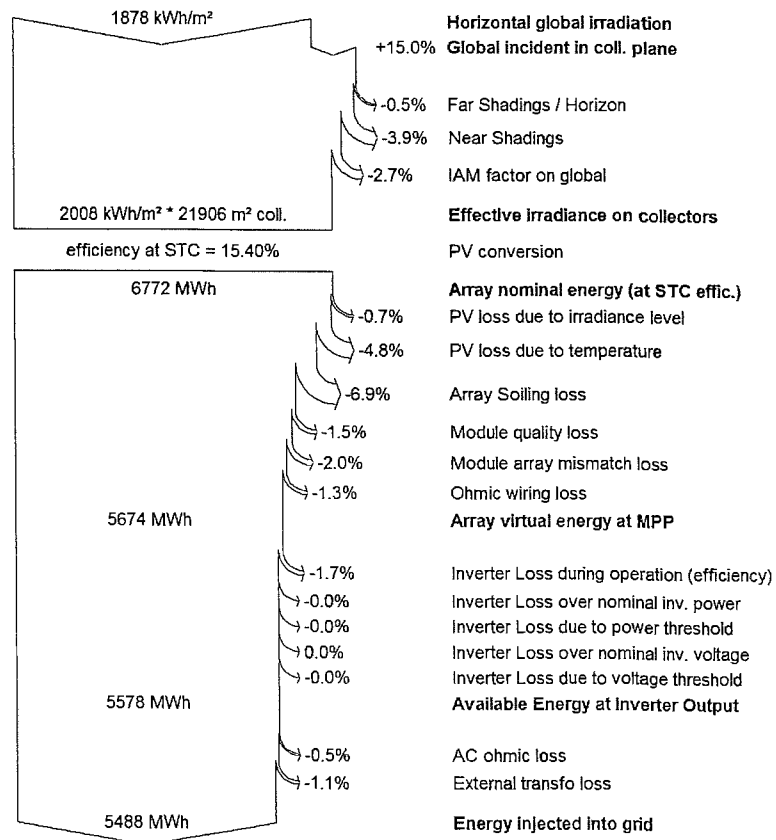 1878 kWh/m² Horizontal global irradiation
+15.0% Global incident in coll. plane
-0.5% Far Shadings / Horizon
-3.9% Near Shadings
-2.7% IAM factor on global
2008 kWh/m² * 21906 m² coll. Effective irradiance on collectors
efficiency at STC = 15.40% PV conversion
6772 MWh Array nominal energy (at STC effic.)
-0.7% PV loss due to irradiance level
-4.8% PV loss due to temperature
-6.9% Array Soiling loss
-1.5% Module quality loss
-2.0% Module array mismatch loss
-1.3% Ohmic wiring loss
5674 MWh Array virtual energy at MPP
-1.7% Inverter Loss during operation (efficiency)
-0.0% Inverter Loss over nominal inv. power
-0.0% Inverter Loss due to power threshold
0.0% Inverter Loss over nominal inv. voltage
-0.0% Inverter Loss due to voltage threshold
5578 MWh Available Energy at Inverter Output
-0.5% AC ohmic loss
-1.1% External transfo loss
5488 MWh Energy injected into grid